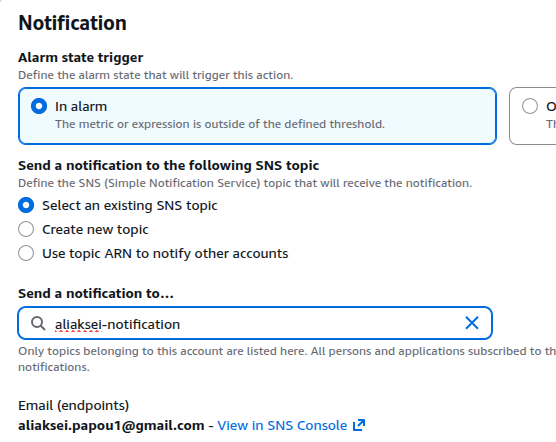 Notification
Alarm state trigger
Define the alarm state that will trigger this action.
In alarm
The metric or expression is outside of the defined threshold.
Send a notification to the following SNS topic
Define the SNS (Simple Notification Service) topic that will receive the notification.
Select an existing SNS topic
Create new topic
Use topic ARN to notify other accounts
Send a notification to...
aliaksei-notification
Only topics belonging to this account are listed here. All persons and applications subscribed to th
notifications.
Email (endpoints)
aliaksei.papou1@gmail.com - View in SNS Console